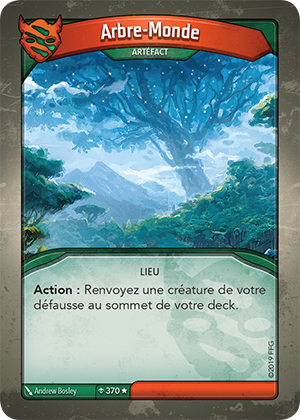 Arbre-Monde
ARTÉFACT
LIEU
Action : Renvoyez une créature de votre
défausse au sommet de votre deck.
©2019 FFG
Andrew Bosley
370